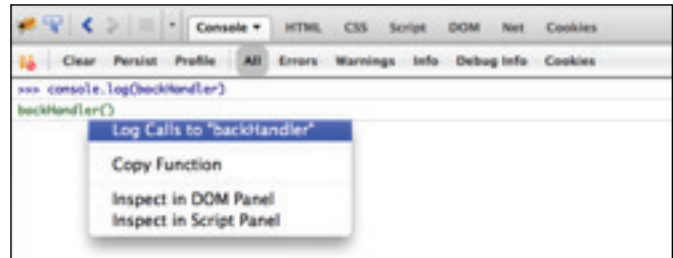 Console HTML CSS Script DOM Net Cookies
Clear Persist Profile All Errors Warnings Info Debug Info Cookies
>>> console.log(backHandler)
backHandler()
Log Calls to "backHandler"
Copy Function
Inspect in DOM Panel
Inspect in Script Panel